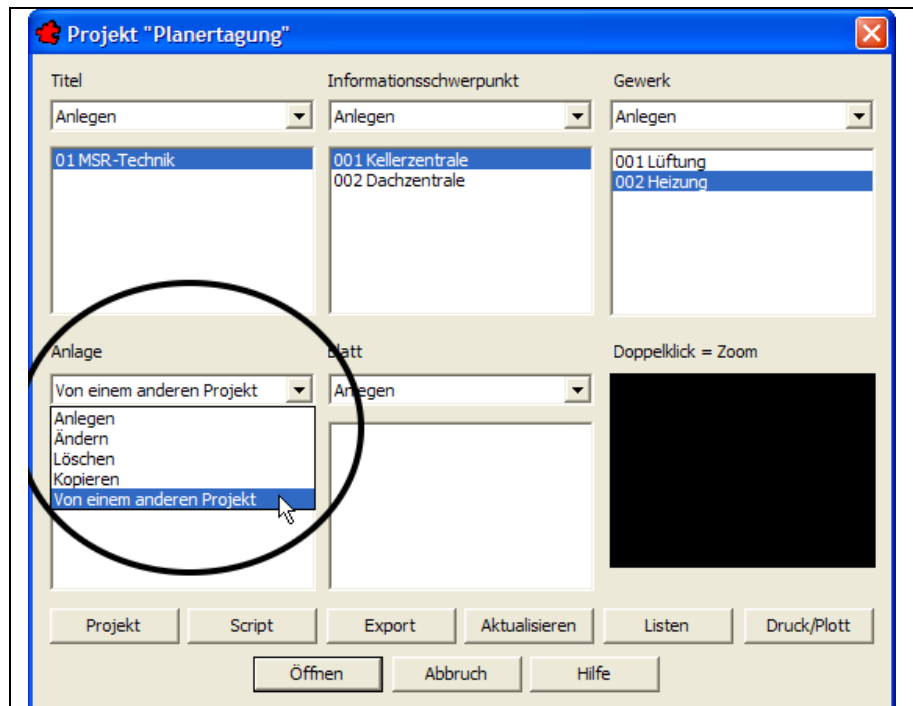 Projekt "Planertagung"
Titel
Informationsschwerpunkt
Gewerk
Anlegen
Anlegen
Anlegen
01 MSR-Technik
001 Kellerzentrale
002 Dachzentrale
001 Lüftung
002 Heizung
Anlage
Blatt
Doppelklick = Zoom
Von einem anderen Projekt
Anlegen
Anlegen
Ändern
Löschen
Kopieren
Von einem anderen Projekt
Projekt
Script
Export
Aktualisieren
Listen
Druck/Plott
Öffnen
Abbruch
Hilfe